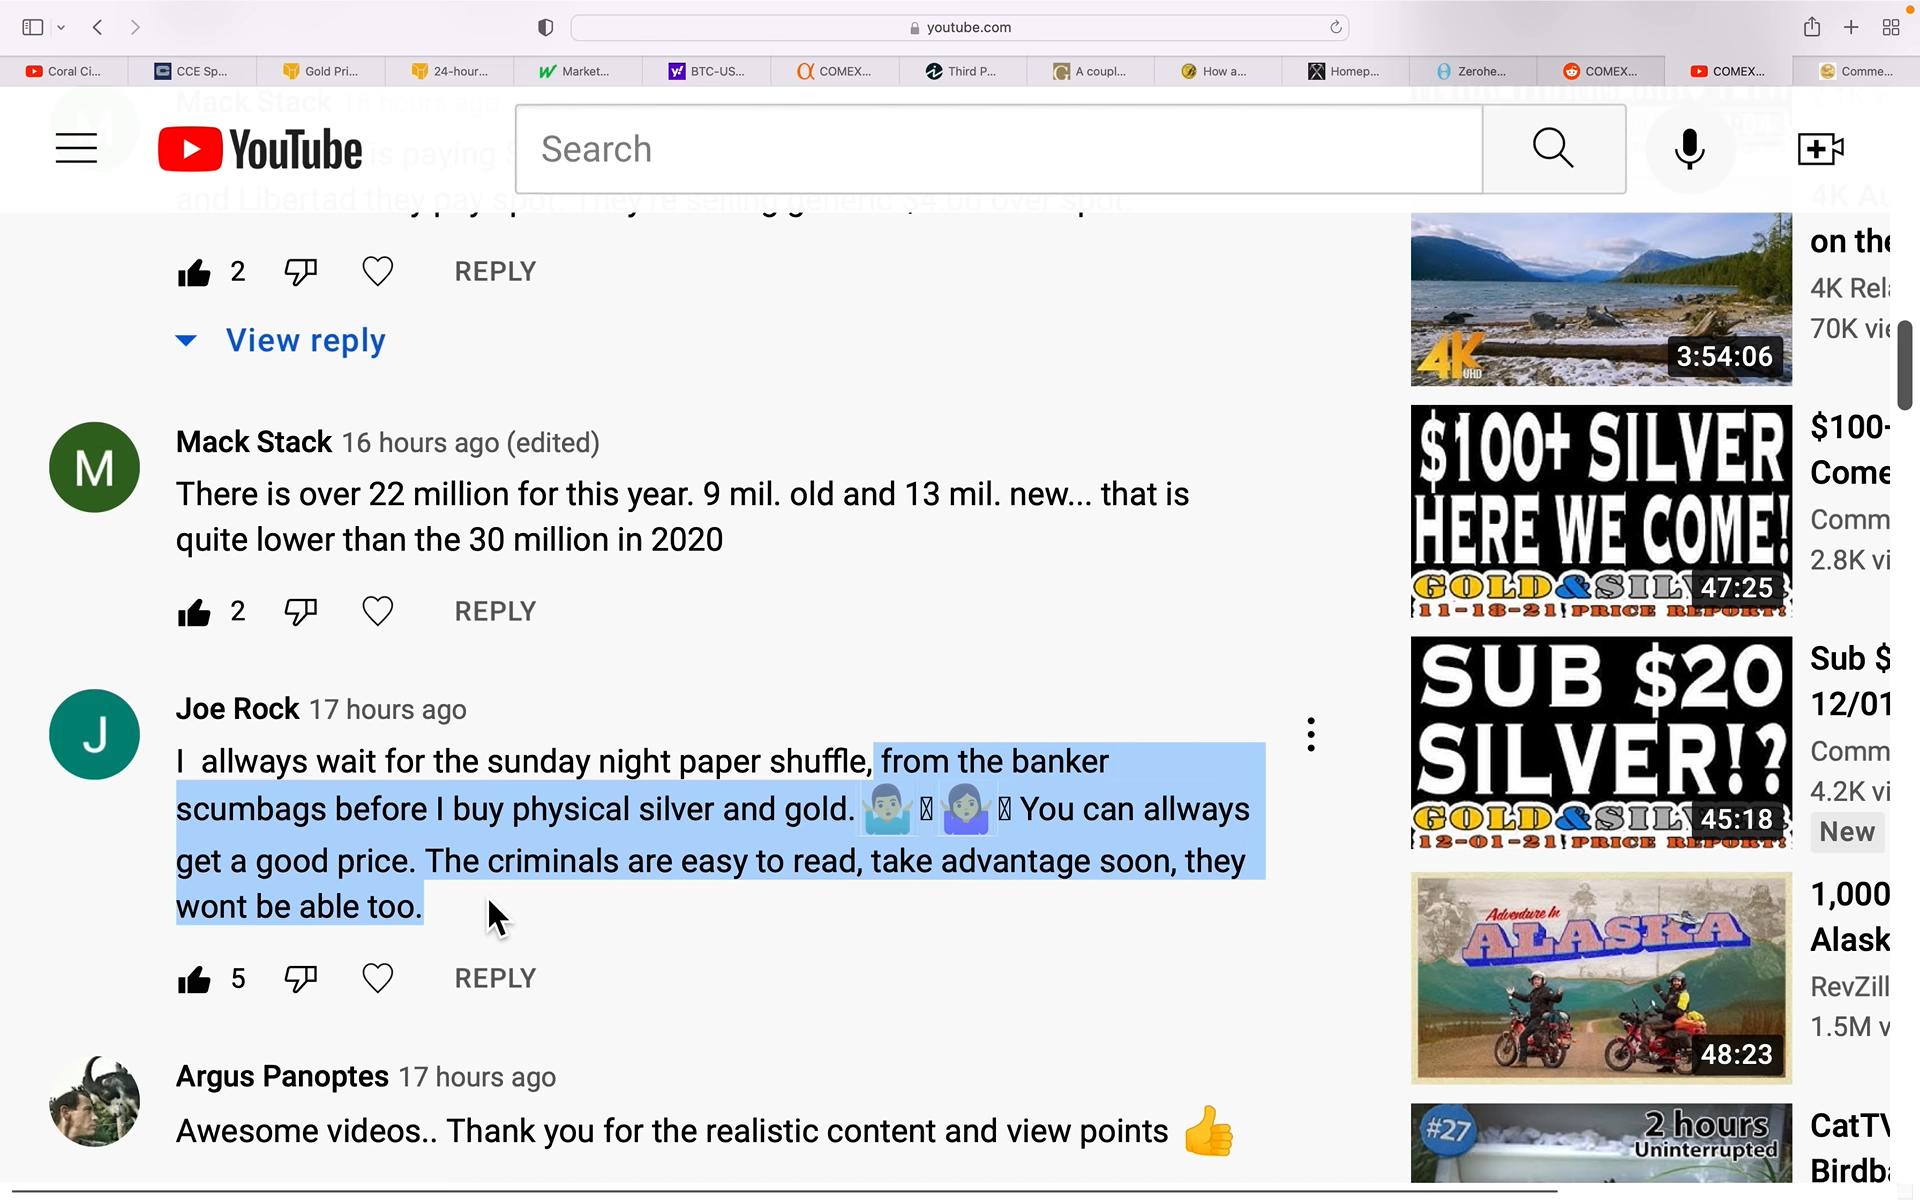 youtube.com
Coral Ci...
CCE Sp...
Gold Pri...
24-hour...
Market...
BTC-US...
COMEX...
Third P...
A coupl...
How a...
Homep...
Zerohe...
COMEX...
COMEX...
Comme...
YouTube
Search
2
REPLY
View reply
M
Mack Stack 16 hours ago (edited)
There is over 22 million for this year. 9 mil. old and 13 mil. new... that is
quite lower than the 30 million in 2020
2
REPLY
J
Joe Rock 17 hours ago
I allways wait for the sunday night paper shuffle, from the banker
scumbags before I buy physical silver and gold. 🤷‍♂️ 🤷‍♀️ You can allways
get a good price. The criminals are easy to read, take advantage soon, they
wont be able too.
5
REPLY
Argus Panoptes 17 hours ago
Awesome videos.. Thank you for the realistic content and view points 👍
4K
UHD
3:54:06
on the
4K Rel
70K vie
$100+ SILVER
HERE WE COME!
GOLD&SIL
47:25
11-18-21 PRICE REPORT!
$100-
Come
Comm
2.8K vi
SUB $20
SILVER!?
GOLD&SIL
45:18
12-01-21 PRICE REPORT!
Sub $
12/01
Comm
4.2K vi
New
Adventure In
ALASKA
48:23
1,000
Alask
RevZill
1.5M v
#27
2 hours
Uninterrupted
CatTV
Birdba